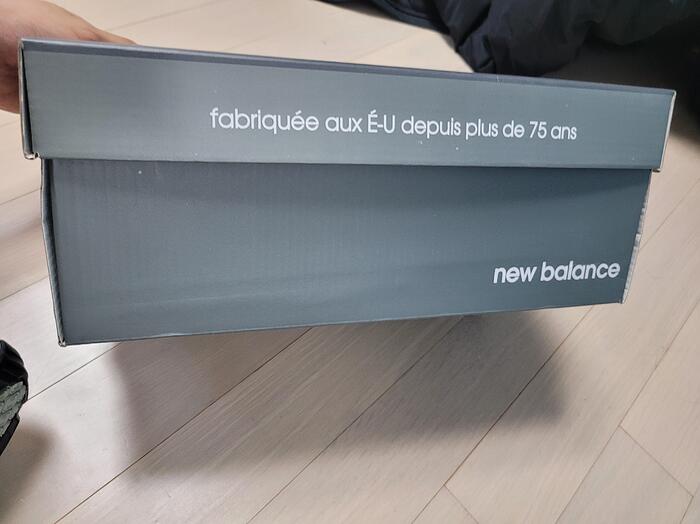 fabriquée aux É-U depuis plus de 75 ans
new balance